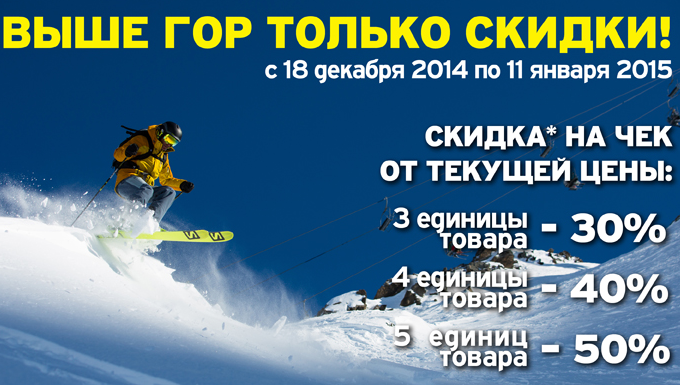 ВЫШЕ ГОР ТОЛЬКО СКИДКИ!
с 18 декабря 2014 по 11 января 2015
СКИДКА* НА ЧЕК
ОТ ТЕКУЩЕЙ ЦЕНЫ:
3 единицы товара - 30%
4 единицы товара - 40%
5 единиц товара - 50%